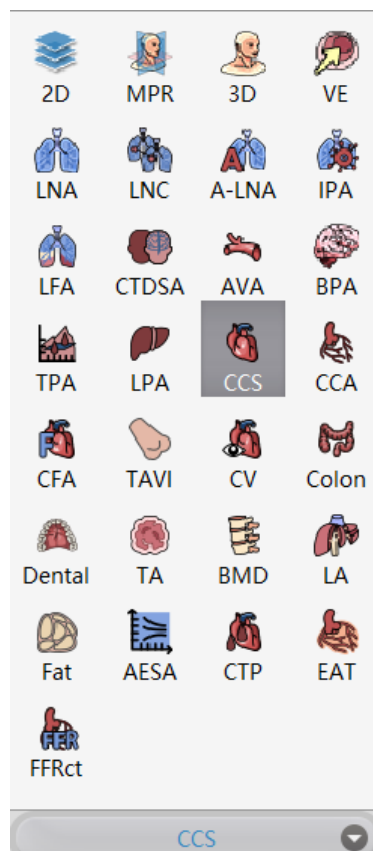 2D MPR 3D VE
LNA LNC A-LNA IPA
LFA CTDSA AVA BPA
TPA LPA CCS CCA
CFA TAVI CV Colon
Dental TA BMD LA
Fat AESA CTP EAT
FFRct
CCS